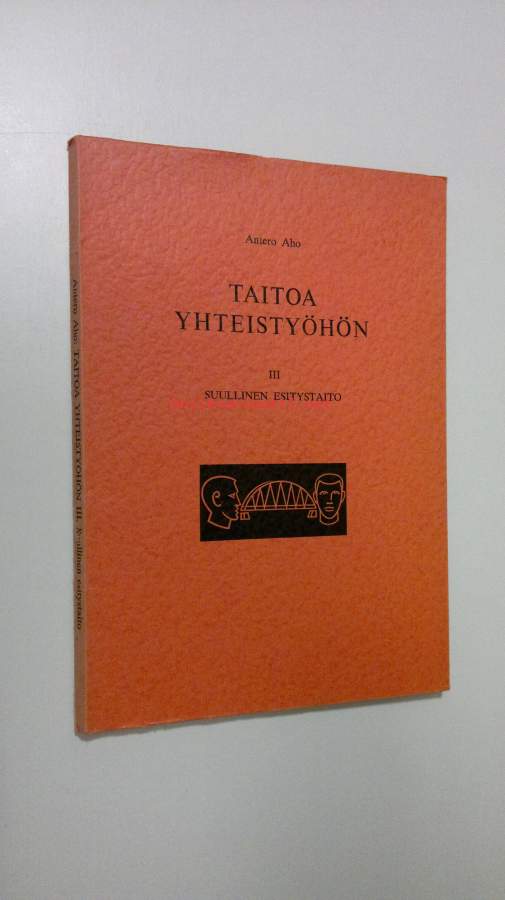 Antero Aho
TAITOA
YHTEISTYÖHÖN
III
SUULLINEN ESITYSTAITO
Antero Aho: TAITOA YHTEISTYÖHÖN III. Suullinen esitystaito